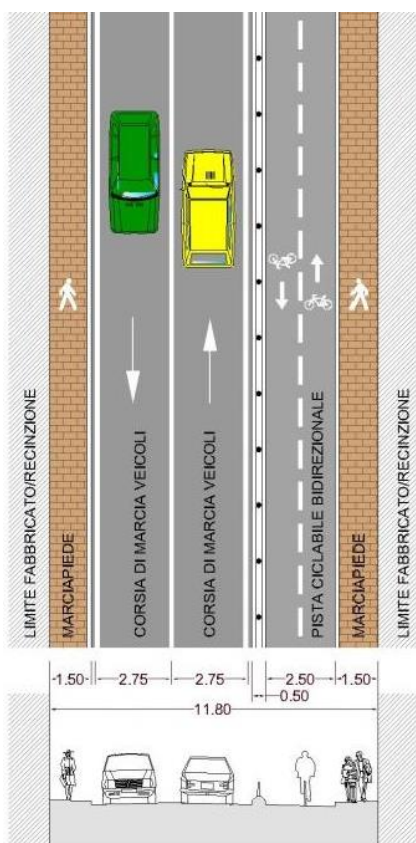 LIMITE FABBRICATO/RECINZIONE
MARCIAPIEDE
CORSIA DI MARCIA VEICOLI
CORSIA DI MARCIA VEICOLI
PISTA CICLABILE BIDIREZIONALE
MARCIAPIEDE
LIMITE FABBRICATO/RECINZIONE
1.50 2.75 2.75 2.50 1.50
0.50
11.80